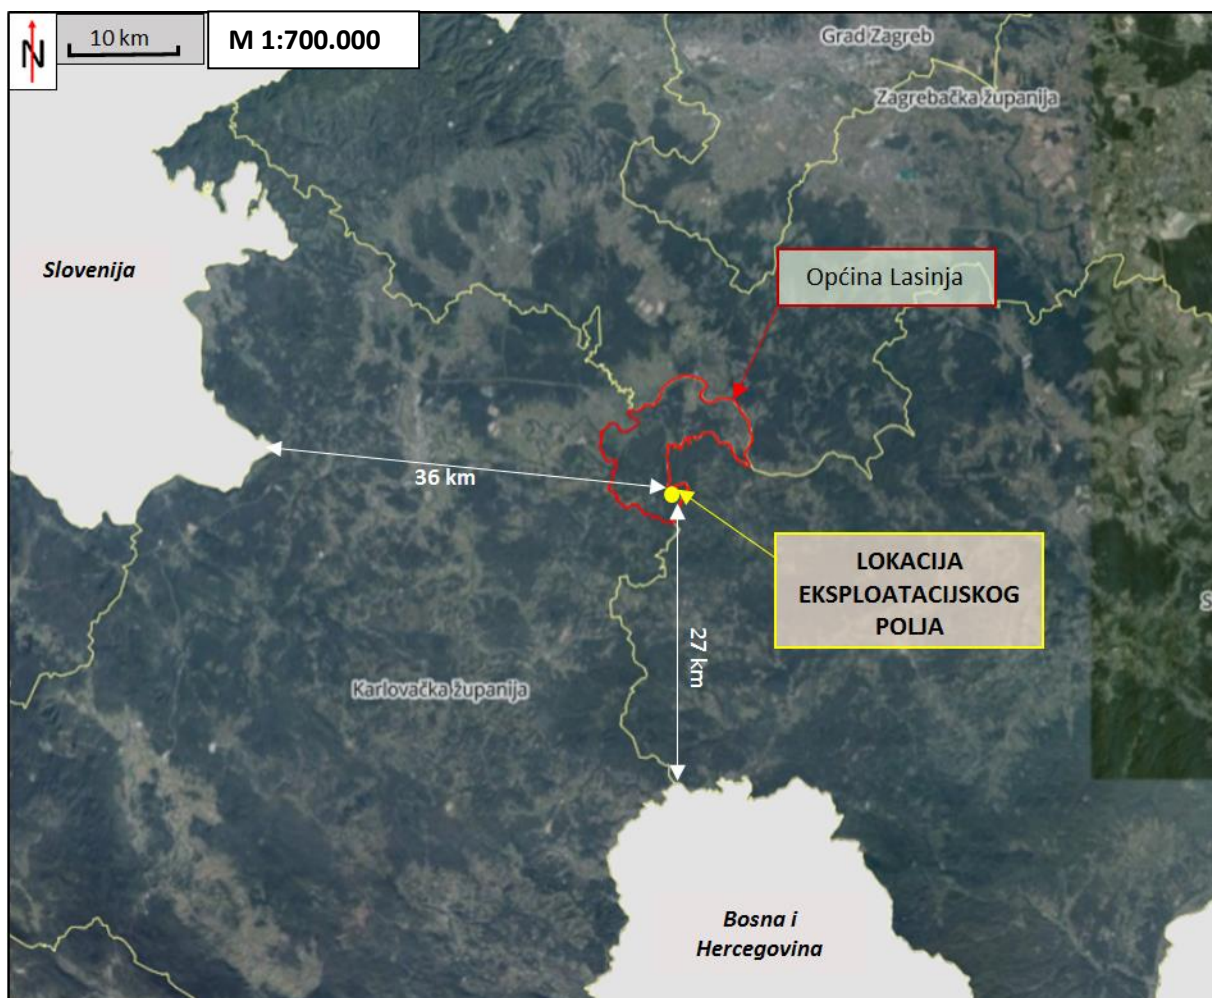 N
10 km
M 1:700.000
Grad Zagreb
Zagrebačka županija
Slovenija
Općina Lasinja
36 km
LOKACIJA
EKSPLOATACIJSKOG
POLJA
27 km
Karlovačka županija
Bosna i
Hercegovina